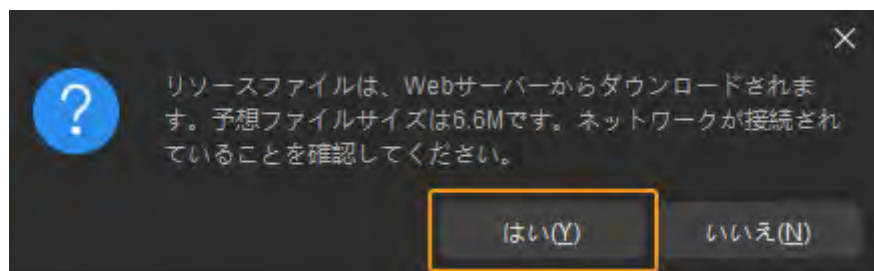 ?
リソースファイルは、Webサーバーからダウンロードされま
す。予想ファイルサイズは6.6Mです。ネットワークが接続され
ていることを確認してください。
はい(Y) いいえ(N)